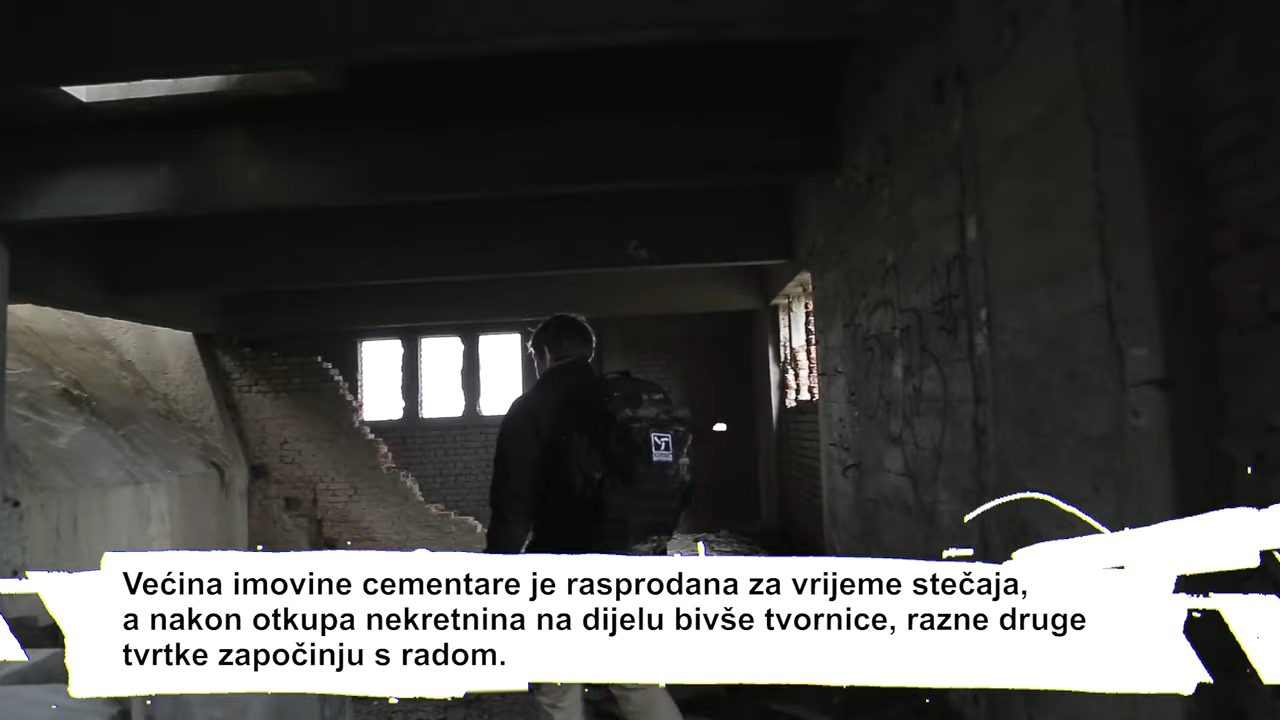 Većina imovine cementare je rasprodana za vrijeme stečaja,
a nakon otkupa nekretnina na dijelu bivše tvornice, razne druge
tvrtke započinju s radom.